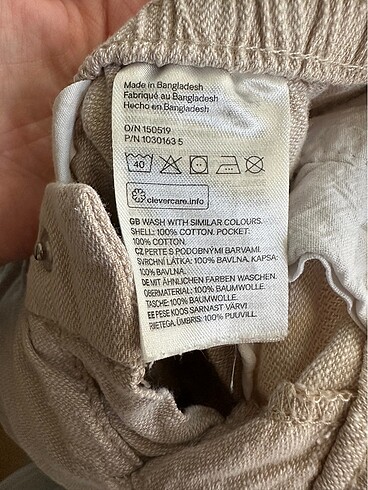 Made in Bangladesh
Fabriqué au Bangladesh
Hecho en Bangladesh
O/N 150519
P/N 1030163 5
40
clevercare.info
GB WASH WITH SIMILAR COLOURS.
SHELL: 100% COTTON. POCKET:
100% COTTON.
CZ PERTE S PODOBNÝMI BARVAMI.
SVRCHNÍ LÁTKA: 100% BAVLNA. KAPSA:
100% BAVLNA.
DE MIT ÄHNLICHEN FARBEN WASCHEN.
OBERMATERIAL: 100% BAUMWOLLE.
TASCHE: 100% BAUMWOLLE.
EE PESE KOOS SARNAST VÄRVI
RIIETEGA. ÜMBRIS: 100% PUUVILL.